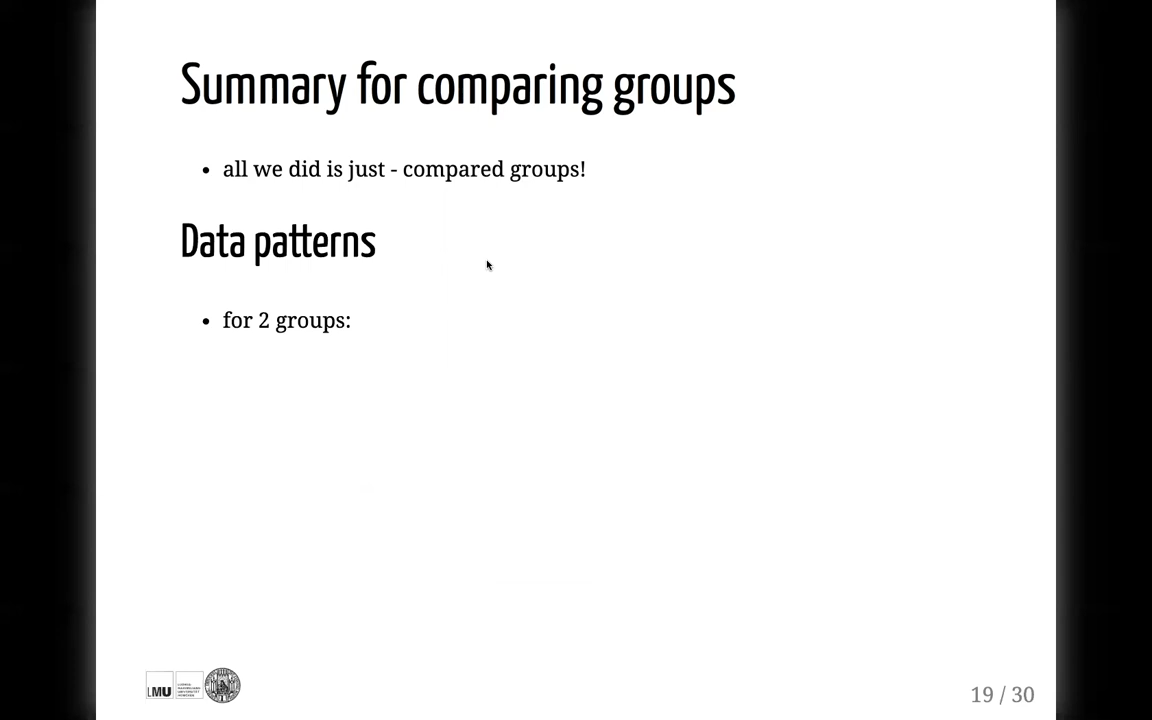 Summary for comparing groups
• all we did is just - compared groups!
Data patterns
• for 2 groups:
LMU
19 / 30